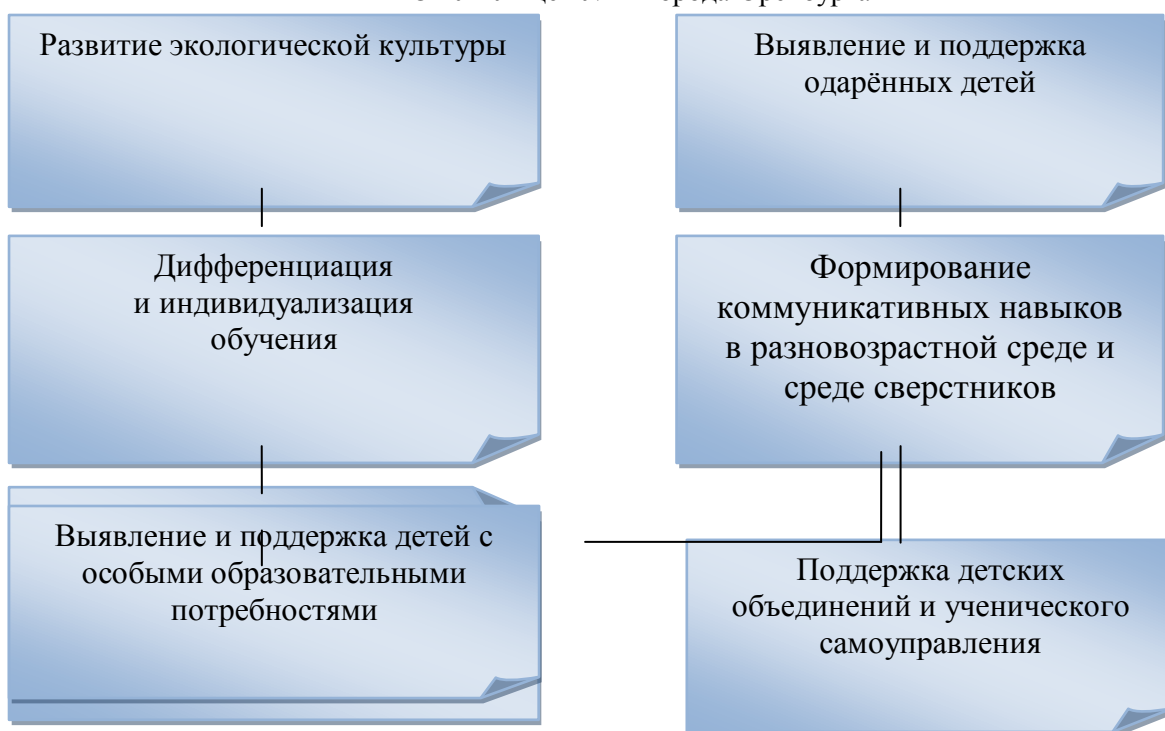 Развитие экологической культуры
Выявление и поддержка
одарённых детей
Дифференциация
и индивидуализация
обучения
Формирование
коммуникативных навыков
в разновозрастной среде и
среде сверстников
Выявление и поддержка детей с
особыми образовательными
потребностями
Поддержка детских
объединений и ученического
самоуправления